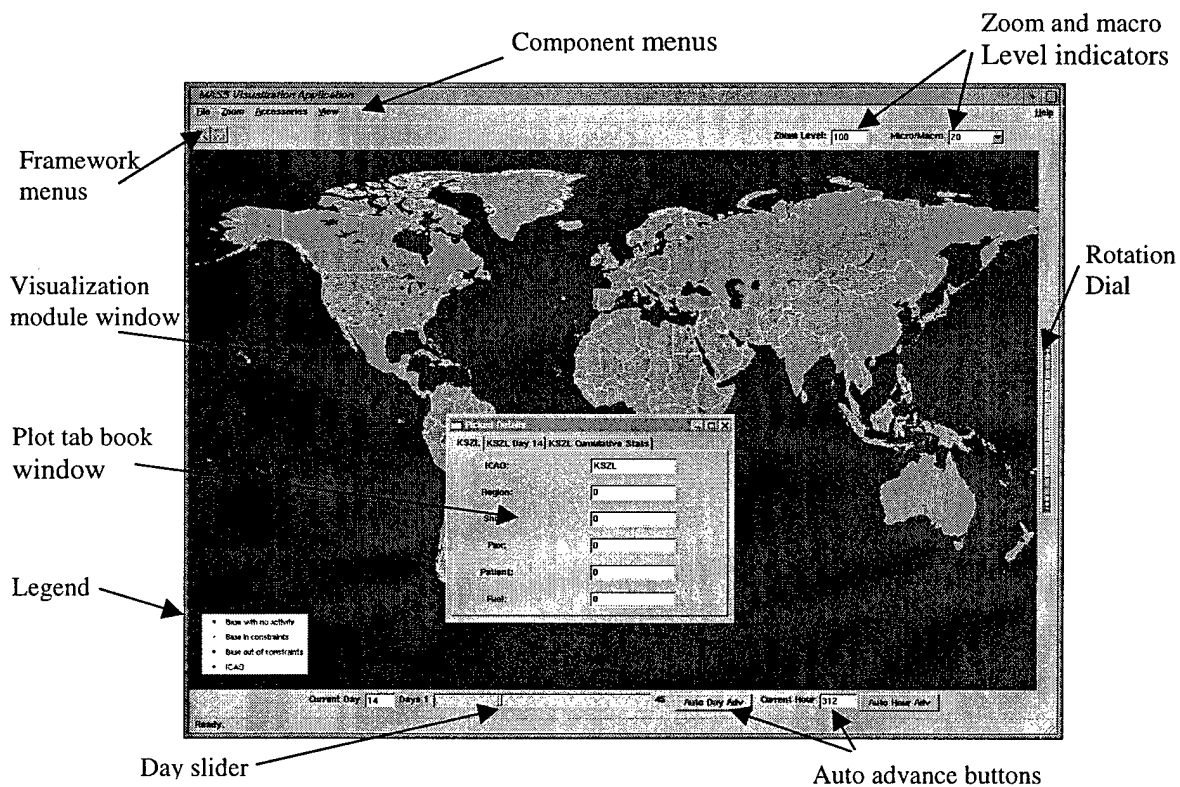 Component menus
Zoom and macro
Level indicators
MASS Visualization Application
File Zoom Accessories View
Help
Zoom Level: 100 Micro/Macro: 20
Framework
menus
Visualization
module window
Rotation
Dial
Plot tab book
window
Picked Details
KSZL KSZL Day 14 KSZL Cumulative Stats
ICAO: KSZL
Region: 0
0
Pax: 0
Patient: 0
Fuel: 0
Legend
Base with no activity
Base in constraints
Base out of constraints
ICAO
Current Day 14 Days 1 45 Auto Day Adv Current Hour 312 Auto Hour Adv
Ready.
Day slider
Auto advance buttons